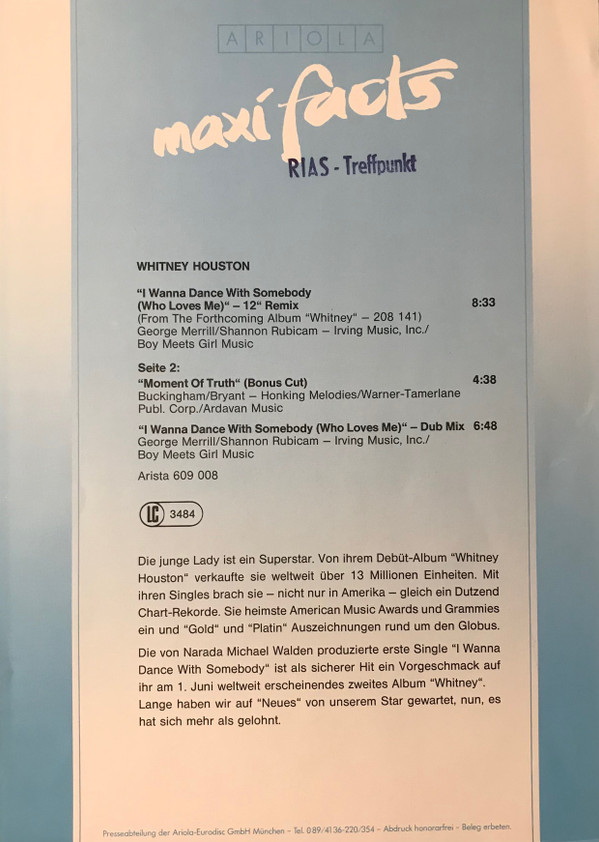 ARIOLA
maxi facts
RIAS - Treffpunkt
WHITNEY HOUSTON
"I Wanna Dance With Somebody
(Who Loves Me)" – 12" Remix 8:33
(From The Forthcoming Album "Whitney" – 208 141)
George Merrill/Shannon Rubicam – Irving Music, Inc./
Boy Meets Girl Music
Seite 2:
"Moment Of Truth" (Bonus Cut) 4:38
Buckingham/Bryant – Honking Melodies/Warner-Tamerlane
Publ. Corp./Ardavan Music
"I Wanna Dance With Somebody (Who Loves Me)" – Dub Mix 6:48
George Merrill/Shannon Rubicam – Irving Music, Inc./
Boy Meets Girl Music
Arista 609 008
LC 3484
Die junge Lady ist ein Superstar. Von ihrem Debüt-Album "Whitney
Houston" verkaufte sie weltweit über 13 Millionen Einheiten. Mit
ihren Singles brach sie – nicht nur in Amerika – gleich ein Dutzend
Chart-Rekorde. Sie heimste American Music Awards und Grammies
ein und "Gold" und "Platin" Auszeichnungen rund um den Globus.
Die von Narada Michael Walden produzierte erste Single "I Wanna
Dance With Somebody" ist als sicherer Hit ein Vorgeschmack auf
ihr am 1. Juni weltweit erscheinendes zweites Album "Whitney".
Lange haben wir auf "Neues" von unserem Star gewartet, nun, es
hat sich mehr als gelohnt.
Presseabteilung der Ariola-Eurodisc GmbH München – Tel. 089/4136-220/354 – Abdruck honorarfrei – Beleg erbeten.